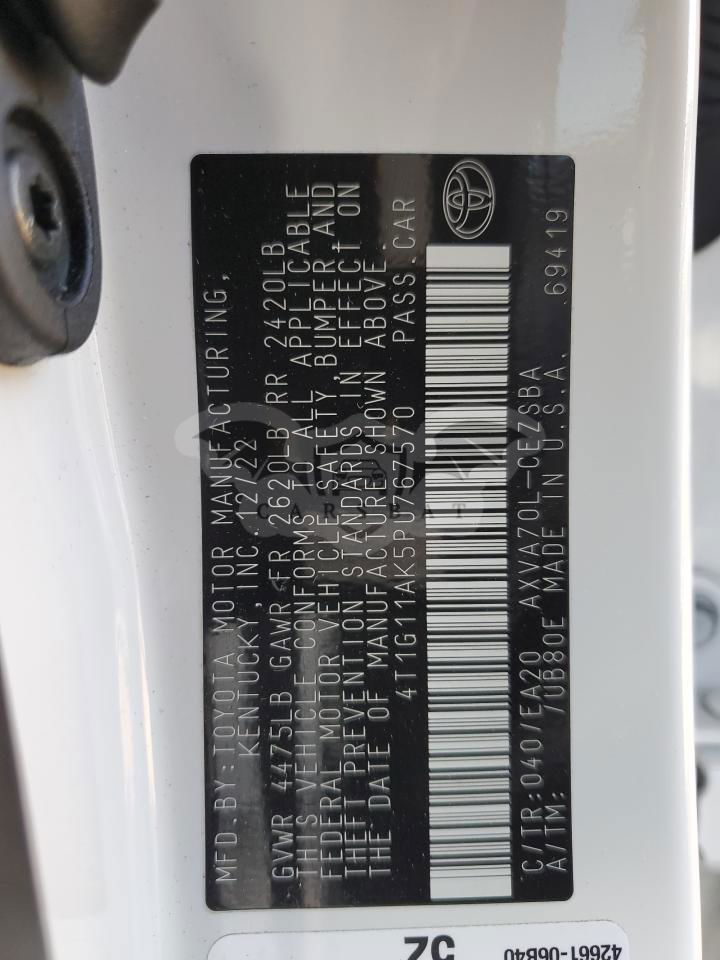 MFD. BY: TOYOTA MOTOR MANUFACTURING,
KENTUCKY, INC. 12/22
GVWR 4475LB GAWR FR 2620LB RR 2420LB
THIS VEHICLE CONFORMS TO ALL APPLICABLE
FEDERAL MOTOR VEHICLE SAFETY, BUMPER, AND
THEFT PREVENTION STANDARDS IN EFFECT ON
THE DATE OF MANUFACTURE SHOWN ABOVE.
4T1G11AK5PU767570 PASS. CAR
C/TR: 040/EA20 AXVA70L-CEZSBA
A/TM: /UB80E MADE IN U.S.A. 69419
CARSBAT
42661-06B40